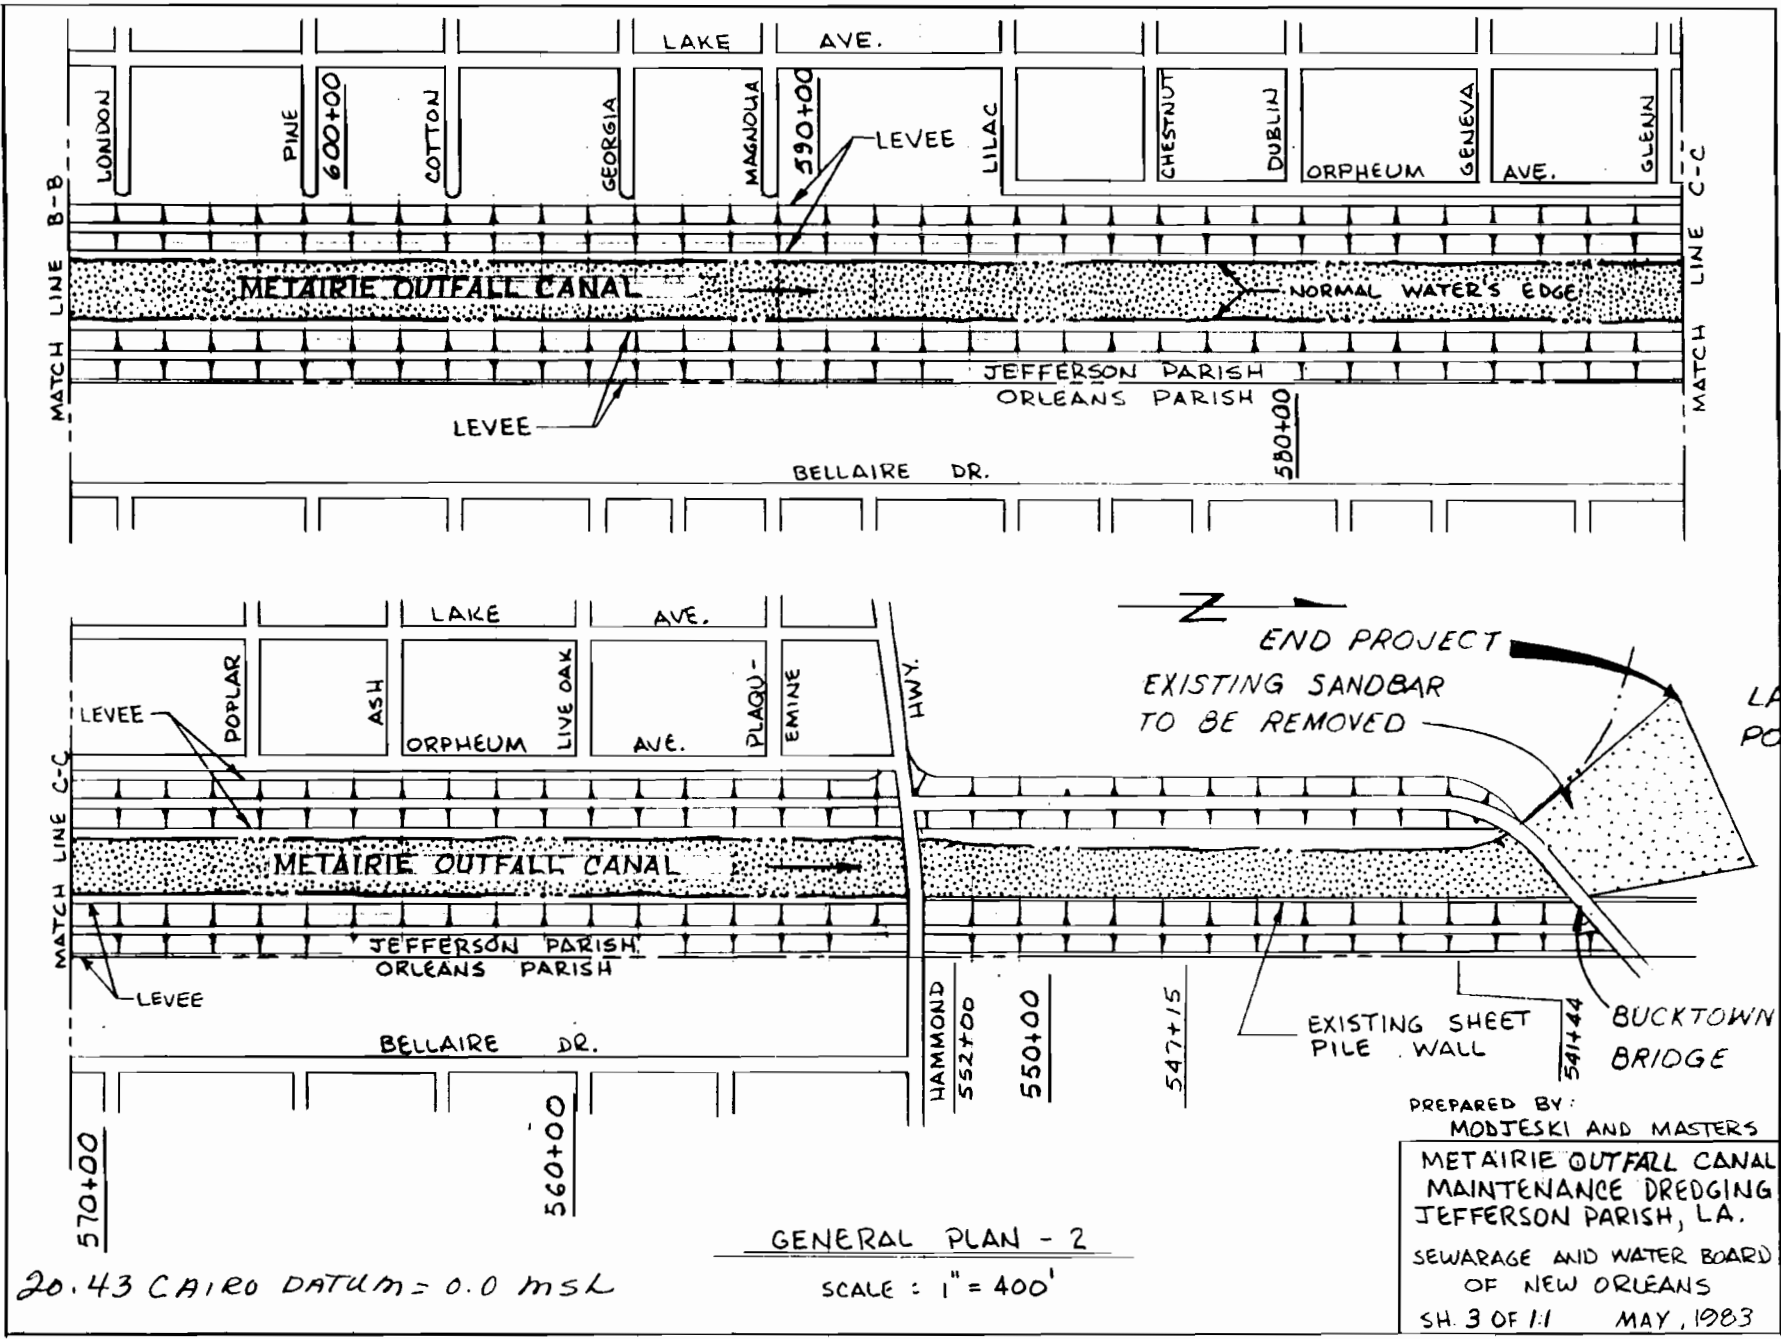 LAKE AVE.
LONDON
PINE
600+00
COTTON
GEORGIA
MAGNOLIA
590+00
LEVEE
LILAC
CHESTNUT
DUBLIN
ORPHEUM AVE.
GENEVA
GLENN
MATCH LINE B-B
MATCH LINE C-C
METAIRIE OUTFALL CANAL
NORMAL WATER'S EDGE
JEFFERSON PARISH
ORLEANS PARISH
LEVEE
580+00
BELLAIRE DR.
LAKE AVE.
Z
END PROJECT
EXISTING SANDBAR
TO BE REMOVED
LA
PO
LEVEE
POPLAR
ASH
ORPHEUM AVE.
LIVE OAK
PLAQU-
EMINE
HWY.
MATCH LINE C-C
METAIRIE OUTFALL CANAL
JEFFERSON PARISH
ORLEANS PARISH
LEVEE
BELLAIRE DR.
HAMMOND
552+00
550+00
547+15
EXISTING SHEET
PILE WALL
541+44
BUCKTOWN
BRIDGE
570+00
560+00
PREPARED BY:
MODJESKI AND MASTERS
METAIRIE OUTFALL CANAL
MAINTENANCE DREDGING
JEFFERSON PARISH, LA.
SEWARAGE AND WATER BOARD
OF NEW ORLEANS
SH. 3 OF 11 MAY, 1983
GENERAL PLAN - 2
SCALE : 1" = 400'
20.43 CAIRO DATUM = 0.0 MSL